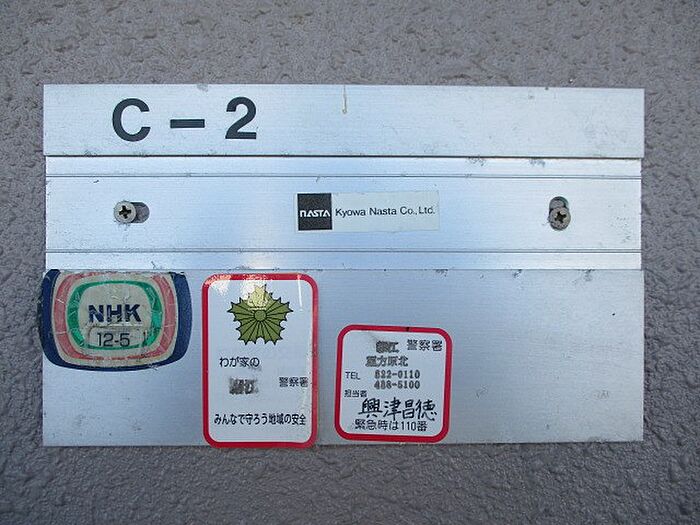 C-2
NASTA Kyowa Nasta Co., Ltd.
NHK
12-5
わが家の
警察署
みんなで守ろう地域の安全
警察署
TEL 822-0110
488-5100
担当者
興津昌徳
緊急時は110番